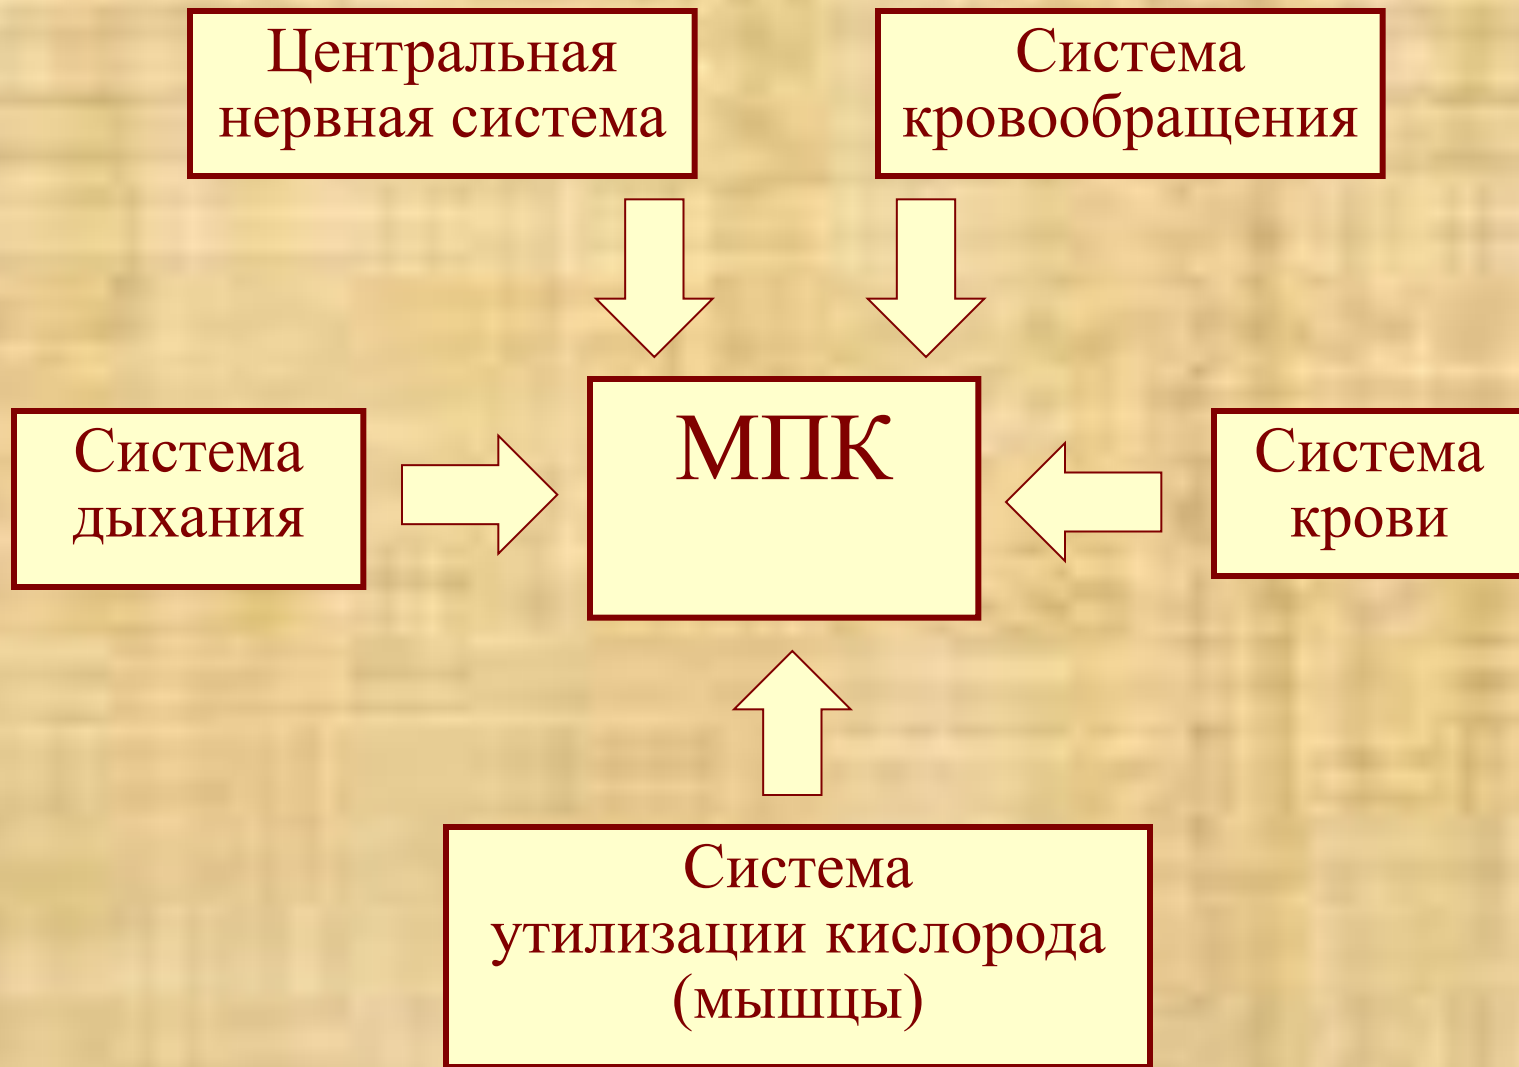 Центральная
нервная система
Система
кровообращения
Система
дыхания
МПК
Система
крови
Система
утилизации кислорода
(мышцы)